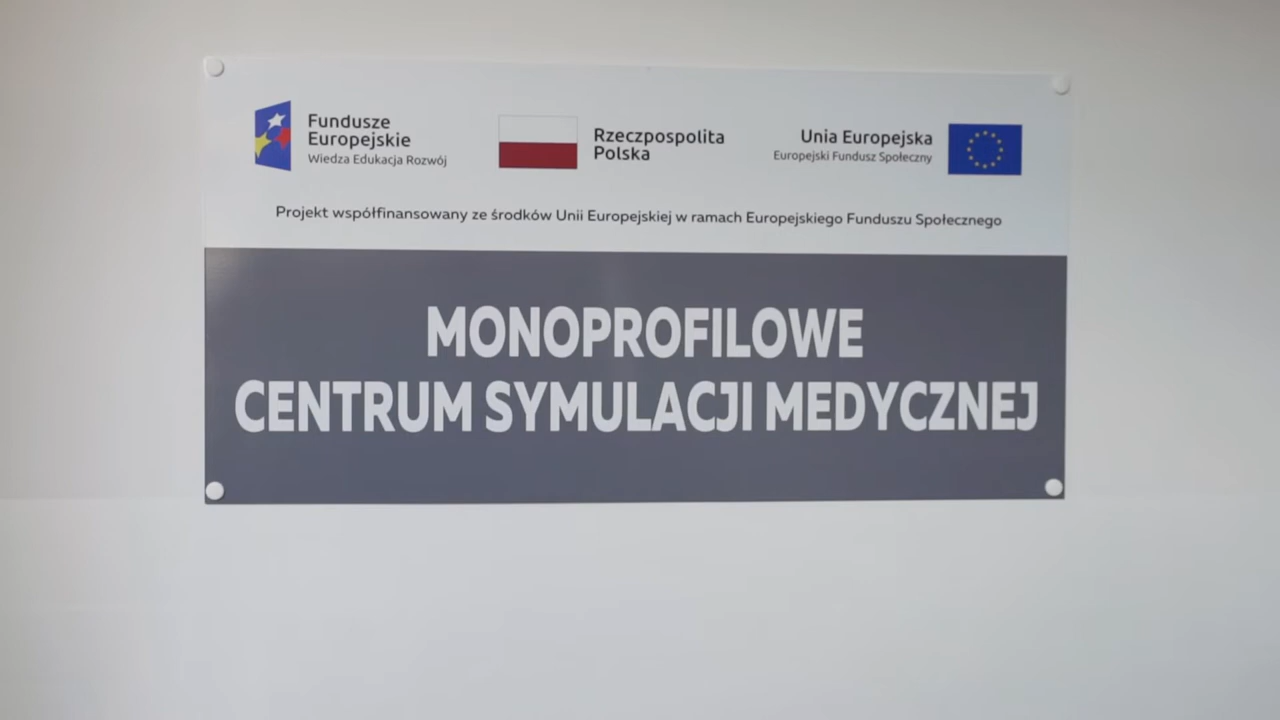 Fundusze
Europejskie
Wiedza Edukacja Rozwój
Rzeczpospolita
Polska
Unia Europejska
Europejski Fundusz Społeczny
Projekt współfinansowany ze środków Unii Europejskiej w ramach Europejskiego Funduszu Społecznego
MONOPROFILOWE
CENTRUM SYMULACJI MEDYCZNEJ